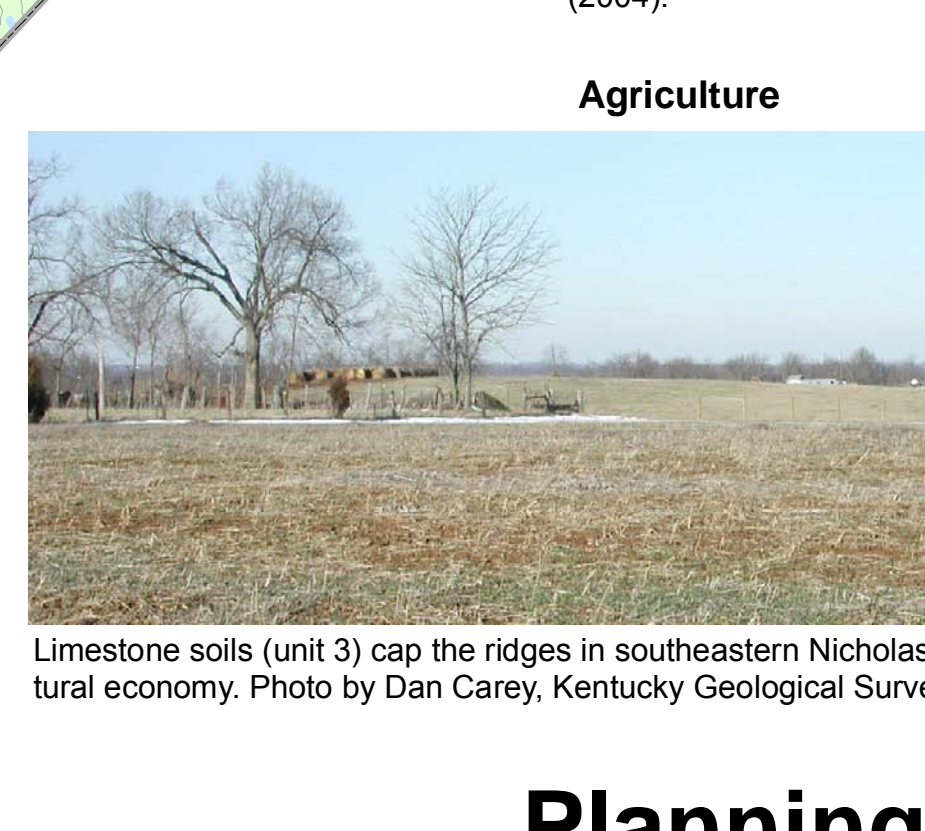 (2004).
Agriculture
Limestone soils (unit 3) cap the ridges in southeastern Nicholas
tural economy. Photo by Dan Carey, Kentucky Geological Surve
Planning